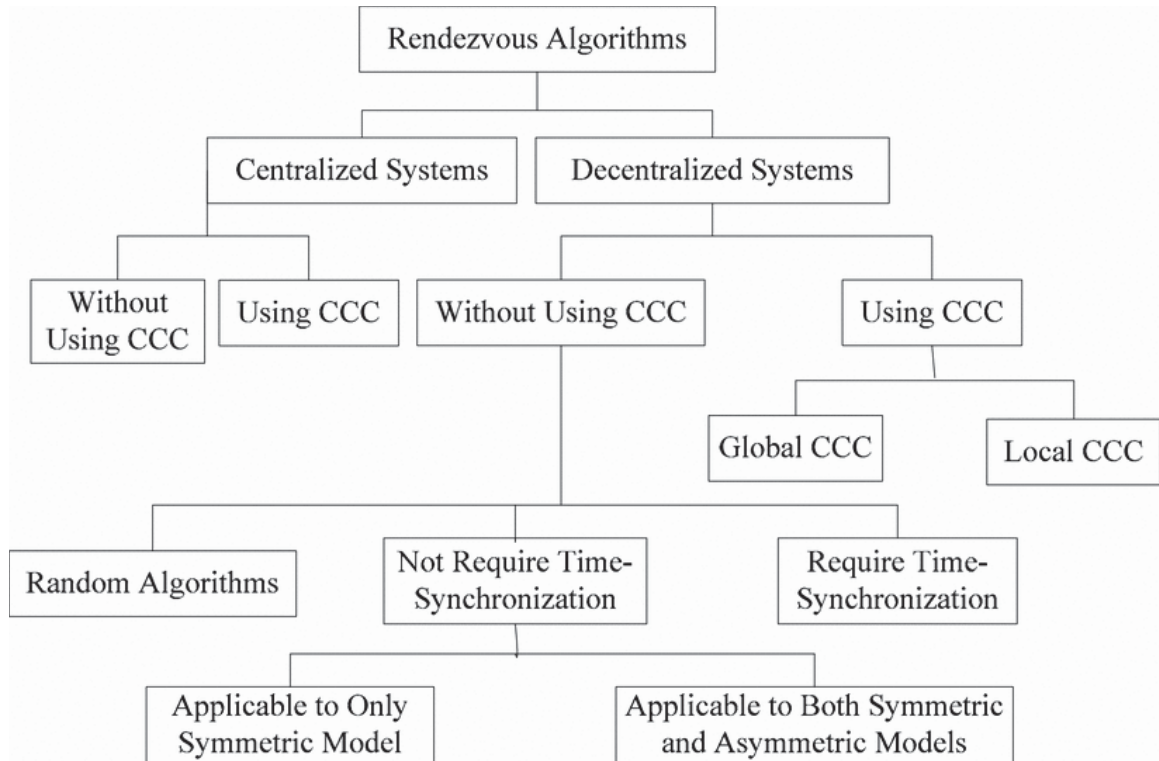 Rendezvous Algorithms
Centralized Systems
Decentralized Systems
Without
Using CCC
Using CCC
Without Using CCC
Using CCC
Global CCC
Local CCC
Random Algorithms
Not Require Time-
Synchronization
Require Time-
Synchronization
Applicable to Only
Symmetric Model
Applicable to Both Symmetric
and Asymmetric Models